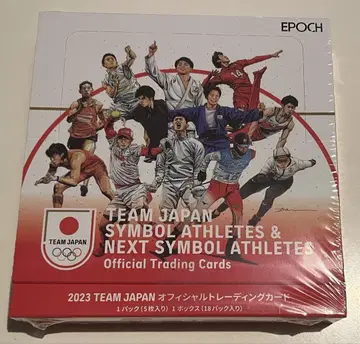 EPOCH
TEAM JAPAN
SYMBOL ATHLETES &
NEXT SYMBOL ATHLETES
Official Trading Cards
TEAM JAPAN
2023 TEAM JAPAN オフィシャルトレーディングカード
1パック(5枚入り) 1ボックス(18パック入り)